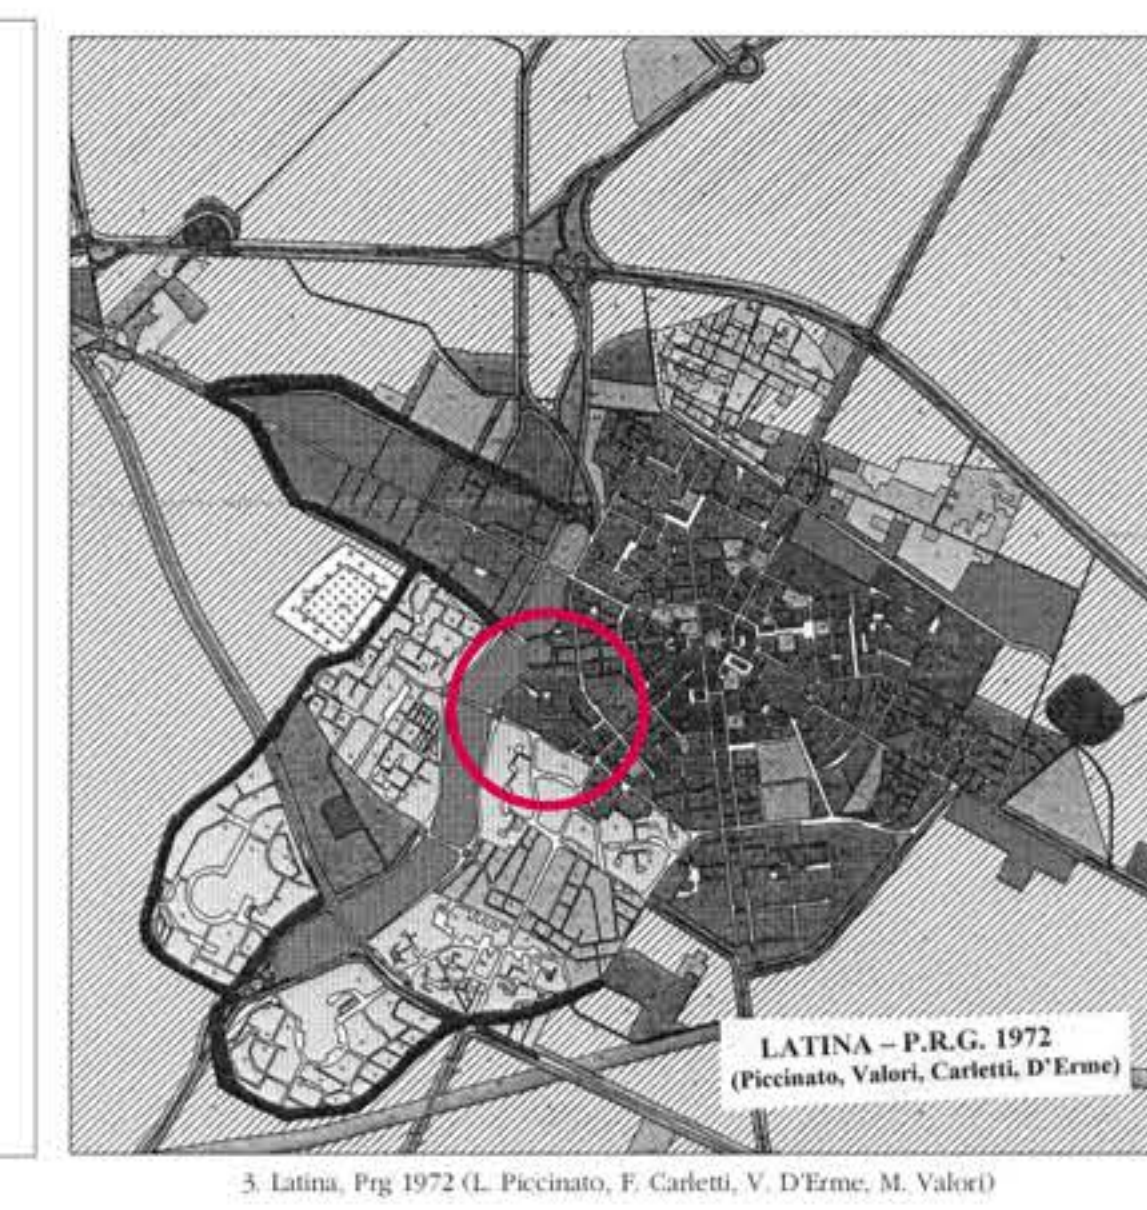 LATINA – P.R.G. 1972
(Piccinato, Valori, Carletti, D'Erme)
3. Latina, Prg 1972 (L. Piccinato, F. Carletti, V. D'Erme, M. Valori)